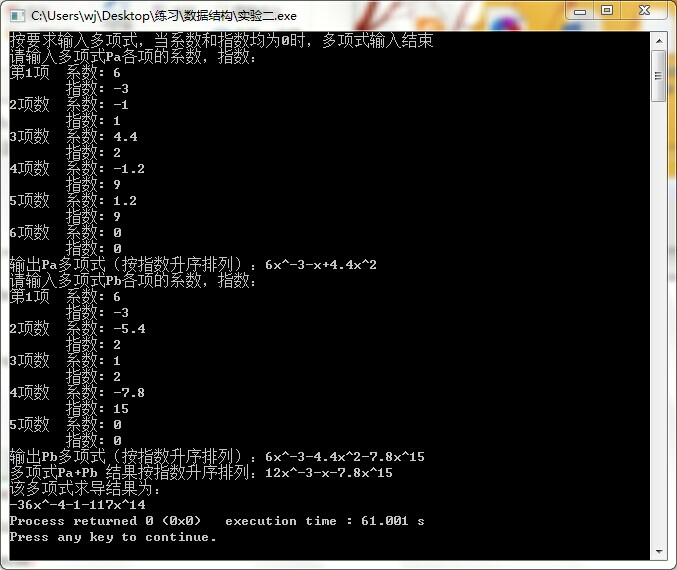 C:\Users\wj\Desktop\练习\数据结构\实验二.exe
按要求输入多项式，当系数和指数均为0时，多项式输入结束
请输入多项式Pa各项的系数，指数：
第1项  系数: 6
指数: -3
2项数  系数: -1
指数: 1
3项数  系数: 4.4
指数: 2
4项数  系数: -1.2
指数: 9
5项数  系数: 1.2
指数: 9
6项数  系数: 0
指数: 0
输出Pa多项式（按指数升序排列）：6x^-3-x+4.4x^2
请输入多项式Pb各项的系数，指数：
第1项  系数: 6
指数: -3
2项数  系数: -5.4
指数: 2
3项数  系数: 1
指数: 2
4项数  系数: -7.8
指数: 15
5项数  系数: 0
指数: 0
输出Pb多项式（按指数升序排列）：6x^-3-4.4x^2-7.8x^15
多项式Pa+Pb 结果按指数升序排列：12x^-3-x-7.8x^15
该多项式求导结果为：
-36x^-4-1-117x^14
Process returned 0 (0x0)   execution time : 61.001 s
Press any key to continue.